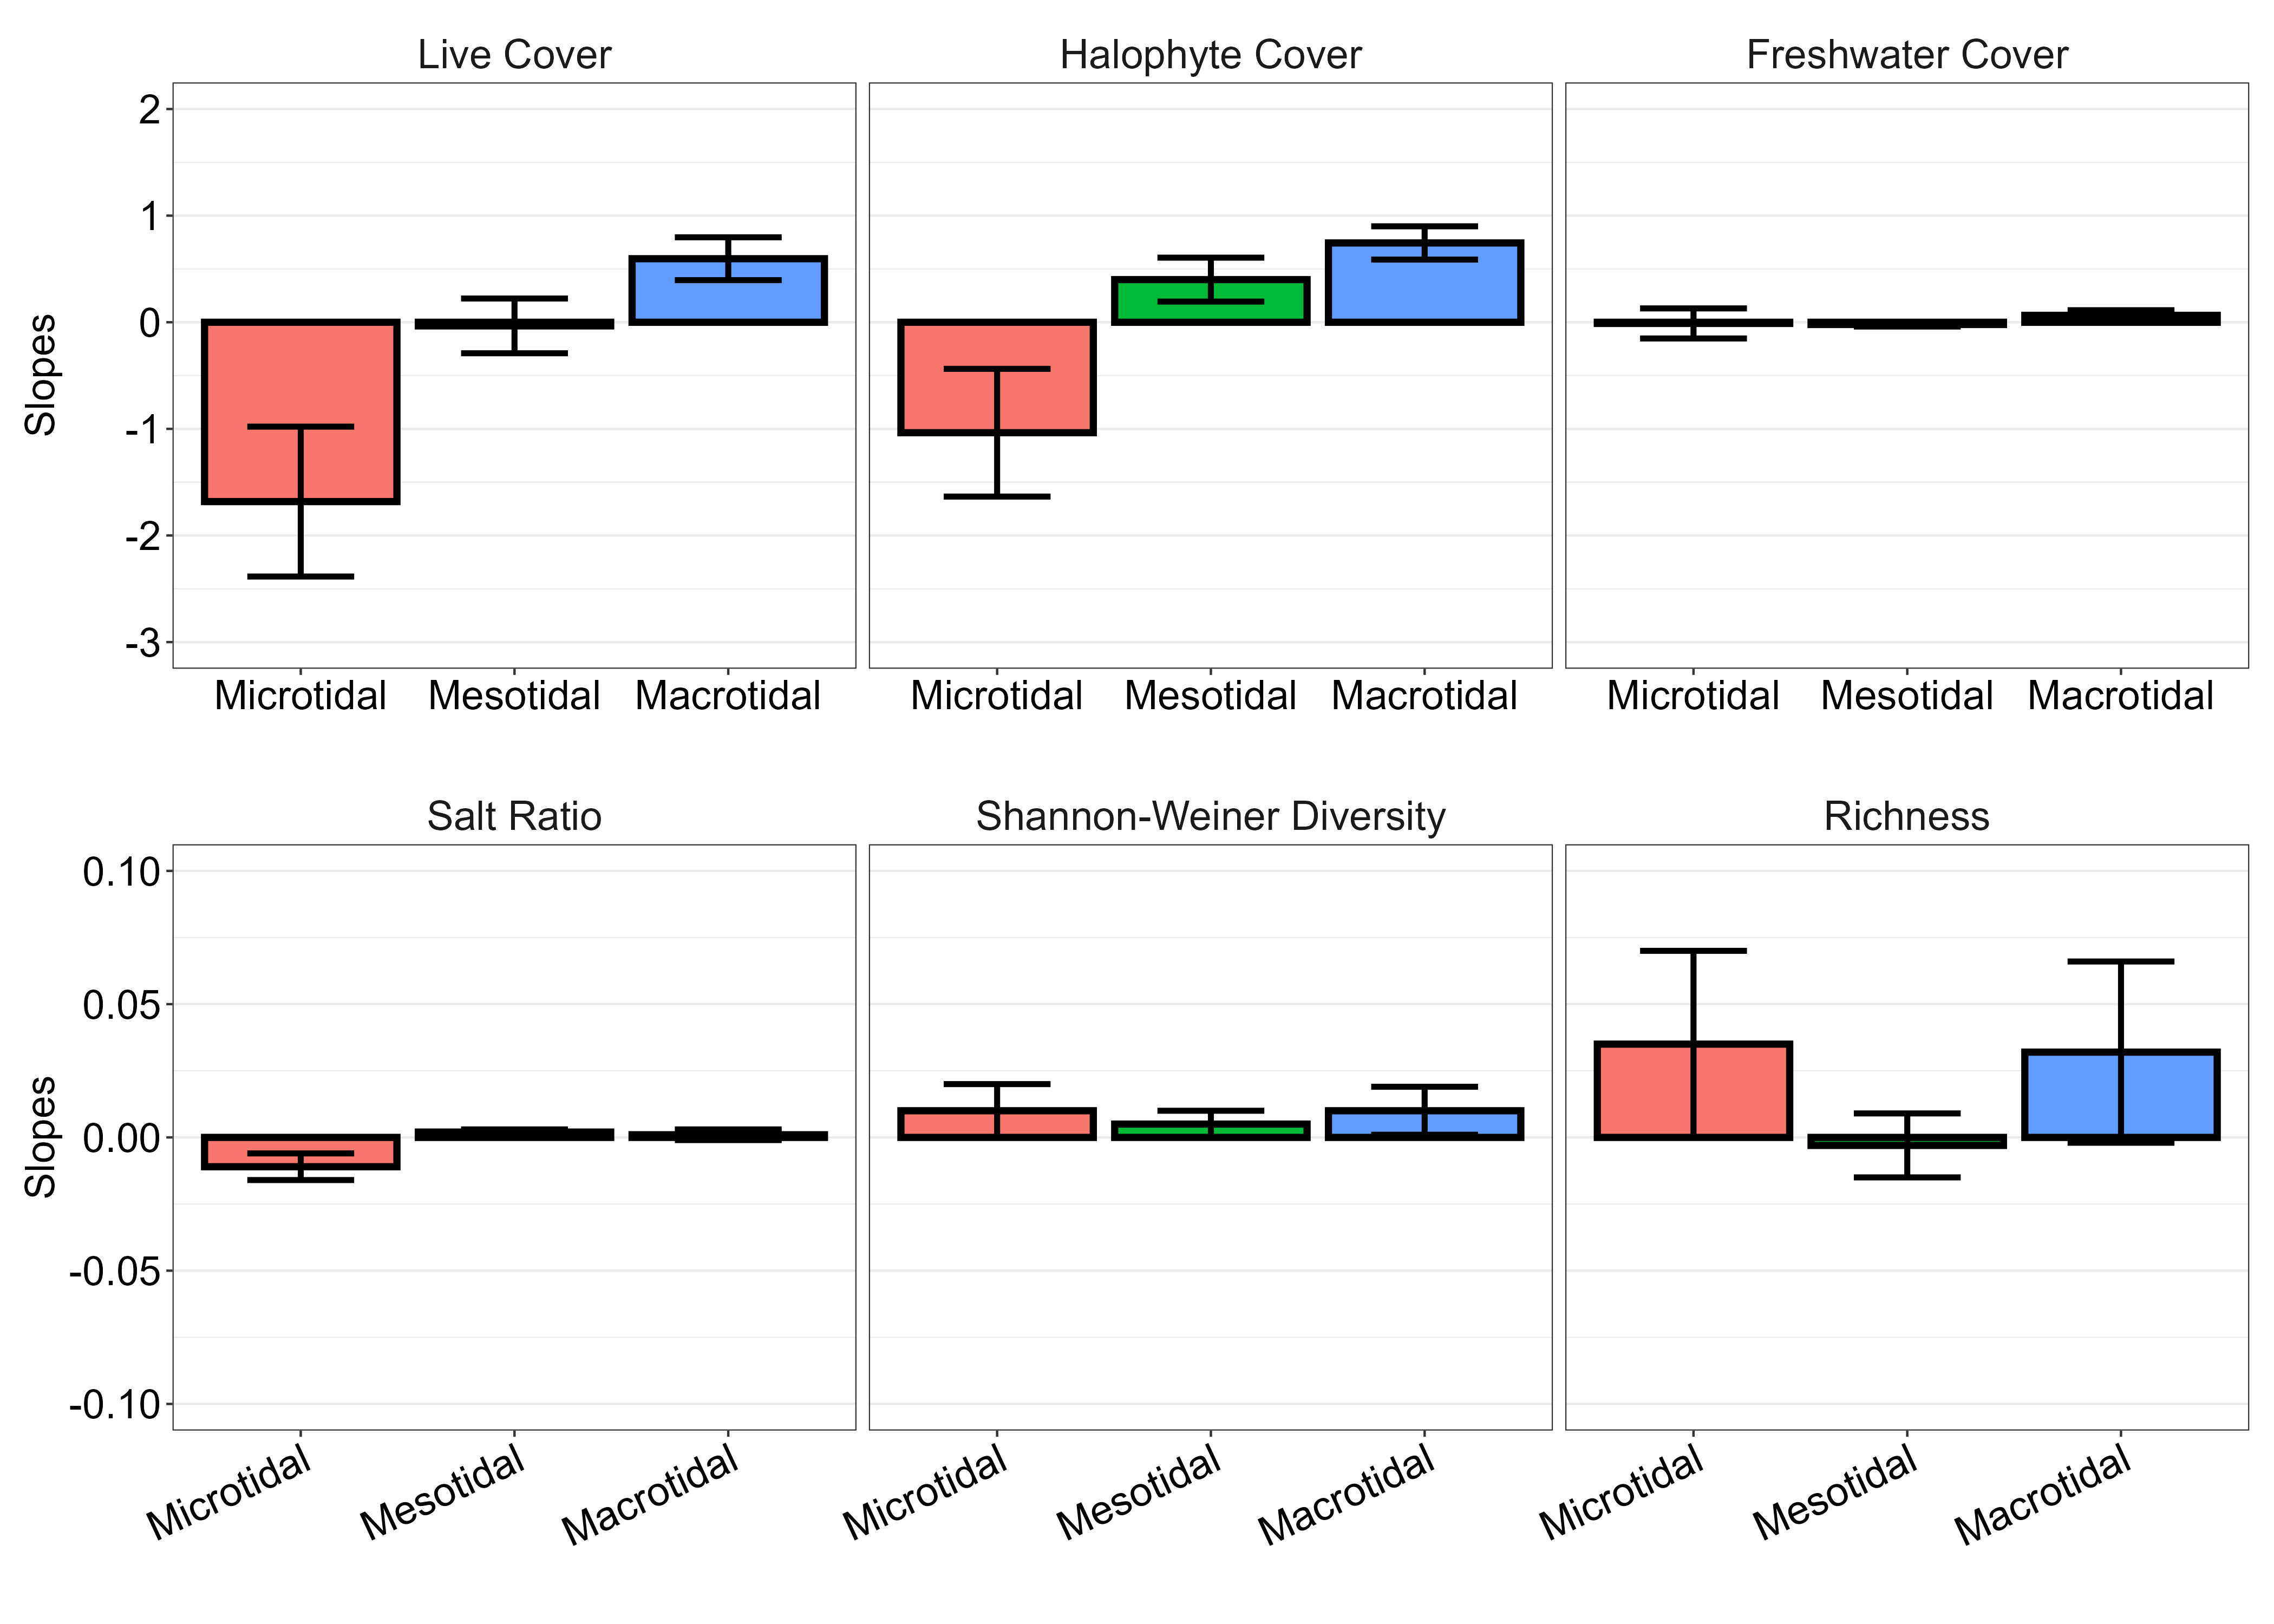 Live Cover Halophyte Cover Freshwater Cover
2
1
0
-1
-2
-3
Slopes
Microtidal Mesotidal Macrotidal Microtidal Mesotidal Macrotidal Microtidal Mesotidal Macrotidal
Salt Ratio Shannon-Weiner Diversity Richness
0.10
0.05
0.00
-0.05
-0.10
Slopes
Microtidal Mesotidal Macrotidal Microtidal Mesotidal Macrotidal Microtidal Mesotidal Macrotidal